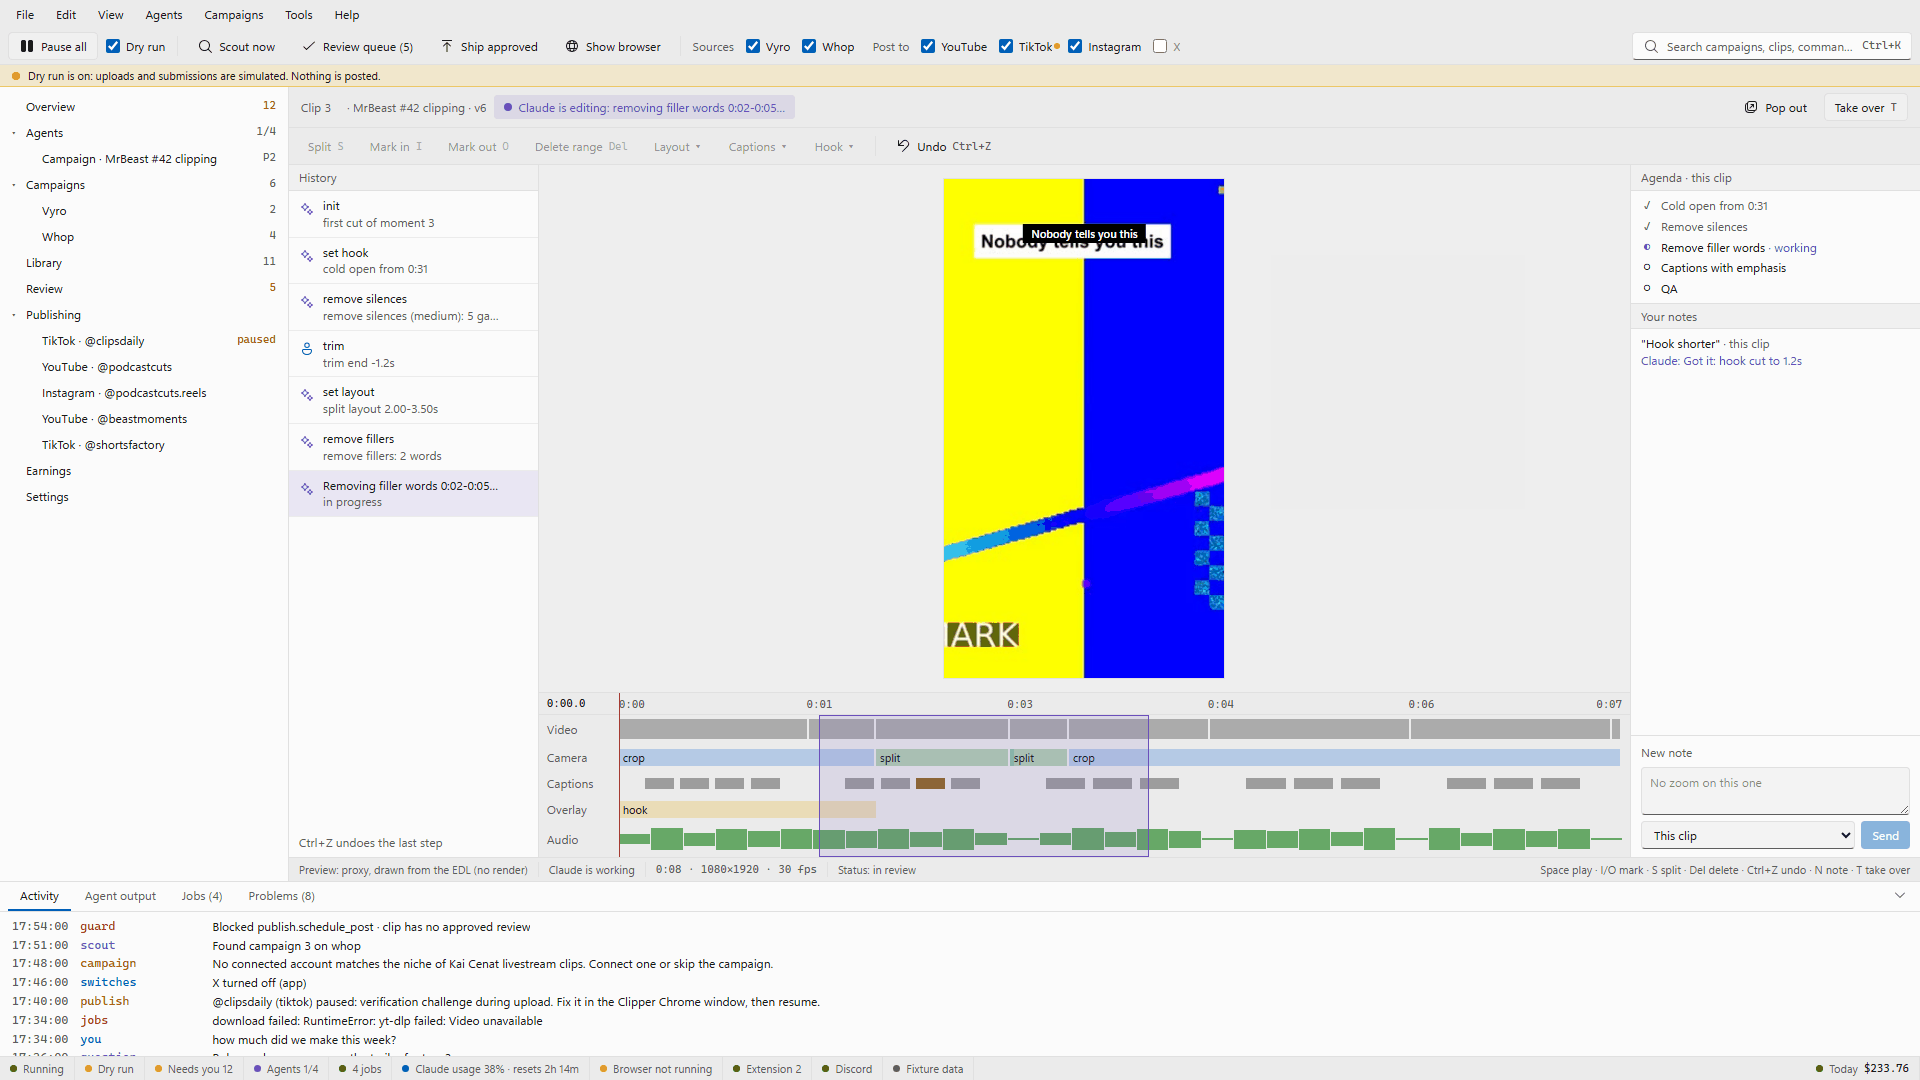 File Edit View Agents Campaigns Tools Help
Pause all Dry run Scout now Review queue (5) Ship approved Show browser Sources Vyro Whop Post to YouTube TikTok Instagram X Search campaigns, clips, comman... Ctrl+K
Dry run is on: uploads and submissions are simulated. Nothing is posted.
Overview 12
Agents 1/4
Campaign · MrBeast #42 clipping P2
Campaigns 6
Vyro 2
Whop 4
Library 11
Review 5
Publishing
TikTok · @clipsdaily paused
YouTube · @podcastcuts
Instagram · @podcastcuts.reels
YouTube · @beastmoments
TikTok · @shortsfactory
Earnings
Settings
Clip 3 · MrBeast #42 clipping · v6 Claude is editing: removing filler words 0:02-0:05... Pop out Take over T
Split S Mark in I Mark out O Delete range Del Layout Captions Hook Undo Ctrl+Z
History
init
first cut of moment 3
set hook
cold open from 0:31
remove silences
remove silences (medium): 5 ga...
trim
trim end -1.2s
set layout
split layout 2.00-3.50s
remove fillers
remove fillers: 2 words
Removing filler words 0:02-0:05...
in progress
Ctrl+Z undoes the last step
Nobody tells you this
Nobody tells you this
ARK
Agenda · this clip
Cold open from 0:31
Remove silences
Remove filler words · working
Captions with emphasis
QA
Your notes
"Hook shorter" · this clip
Claude: Got it: hook cut to 1.2s
New note
No zoom on this one
This clip Send
0:00.0 0:00 0:01 0:03 0:04 0:06 0:07
Video
Camera crop split split crop
Captions
Overlay hook
Audio
Preview: proxy, drawn from the EDL (no render) Claude is working 0:08 · 1080×1920 · 30 fps Status: in review Space play · I/O mark · S split · Del delete · Ctrl+Z undo · N note · T take over
Activity Agent output Jobs (4) Problems (8)
17:54:00 guard Blocked publish.schedule_post · clip has no approved review
17:51:00 scout Found campaign 3 on whop
17:48:00 campaign No connected account matches the niche of Kai Cenat livestream clips. Connect one or skip the campaign.
17:46:00 switches X turned off (app)
17:40:00 publish @clipsdaily (tiktok) paused: verification challenge during upload. Fix it in the Clipper Chrome window, then resume.
17:34:00 jobs download failed: RuntimeError: yt-dlp failed: Video unavailable
17:34:00 you how much did we make this week?
Running Dry run Needs you 12 Agents 1/4 4 jobs Claude usage 38% · resets 2h 14m Browser not running Extension 2 Discord Fixture data Today $233.76